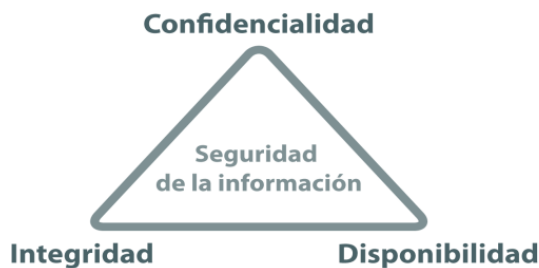 Confidencialidad
Seguridad
de la información
Integridad
Disponibilidad